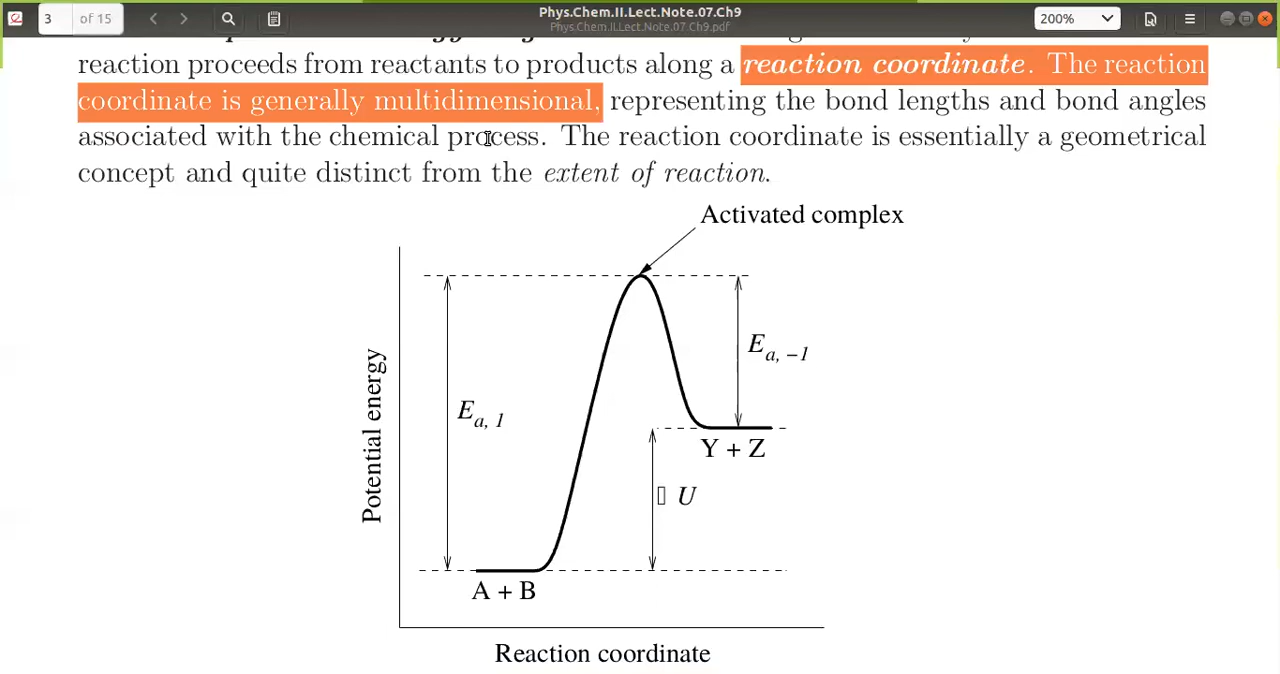 3 of 15
Phys.Chem.II.Lect.Note.07.Ch9
Phys.Chem.II.Lect.Note.07.Ch9.pdf
200%
reaction proceeds from reactants to products along a reaction coordinate. The reaction
coordinate is generally multidimensional, representing the bond lengths and bond angles
associated with the chemical process. The reaction coordinate is essentially a geometrical
concept and quite distinct from the extent of reaction.
Activated complex
Potential energy
E a, 1
E a, −1
Y + Z
U
A + B
Reaction coordinate